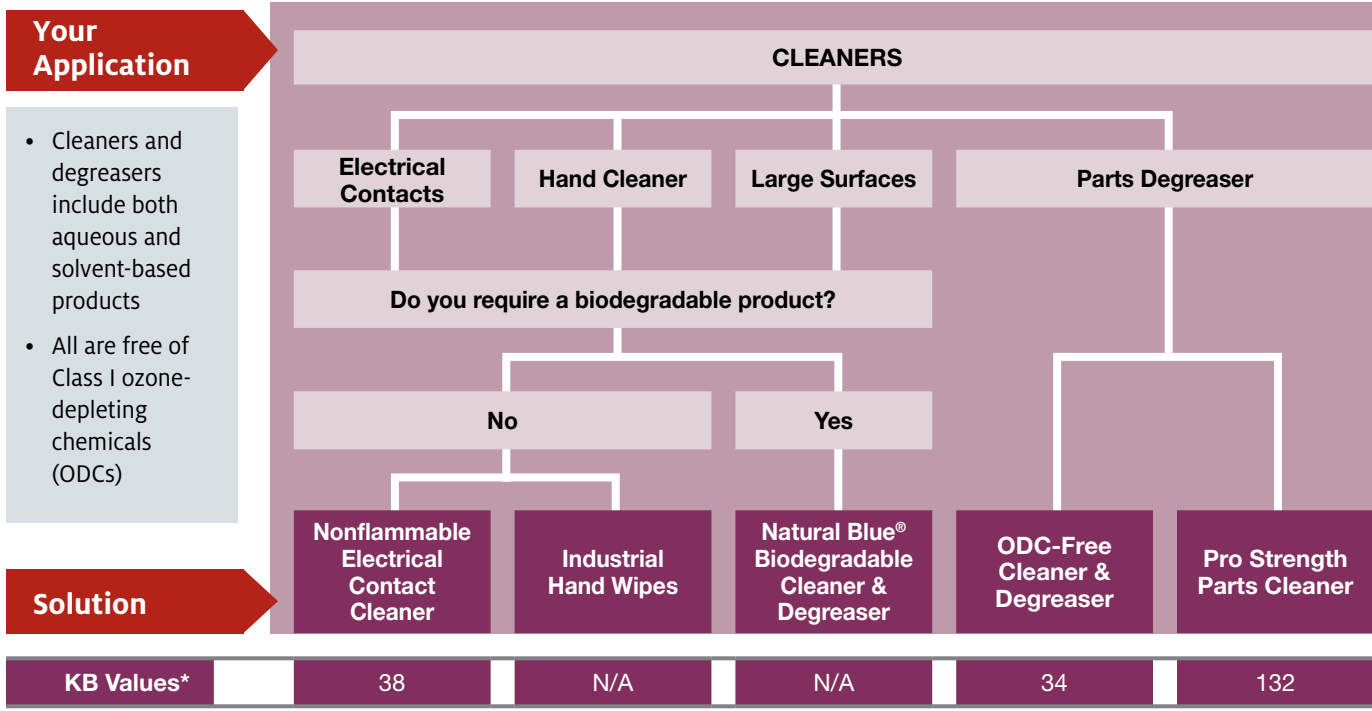 Your
Application
• Cleaners and
degreasers
include both
aqueous and
solvent-based
products
• All are free of
Class I ozone-
depleting
chemicals
(ODCs)
CLEANERS
Electrical
Contacts
Hand Cleaner
Large Surfaces
Parts Degreaser
Do you require a biodegradable product?
No
Yes
Solution
Nonflammable
Electrical
Contact
Cleaner
Industrial
Hand Wipes
Natural Blue®
Biodegradable
Cleaner &
Degreaser
ODC-Free
Cleaner &
Degreaser
Pro Strength
Parts Cleaner
KB Values* 38 N/A N/A 34 132